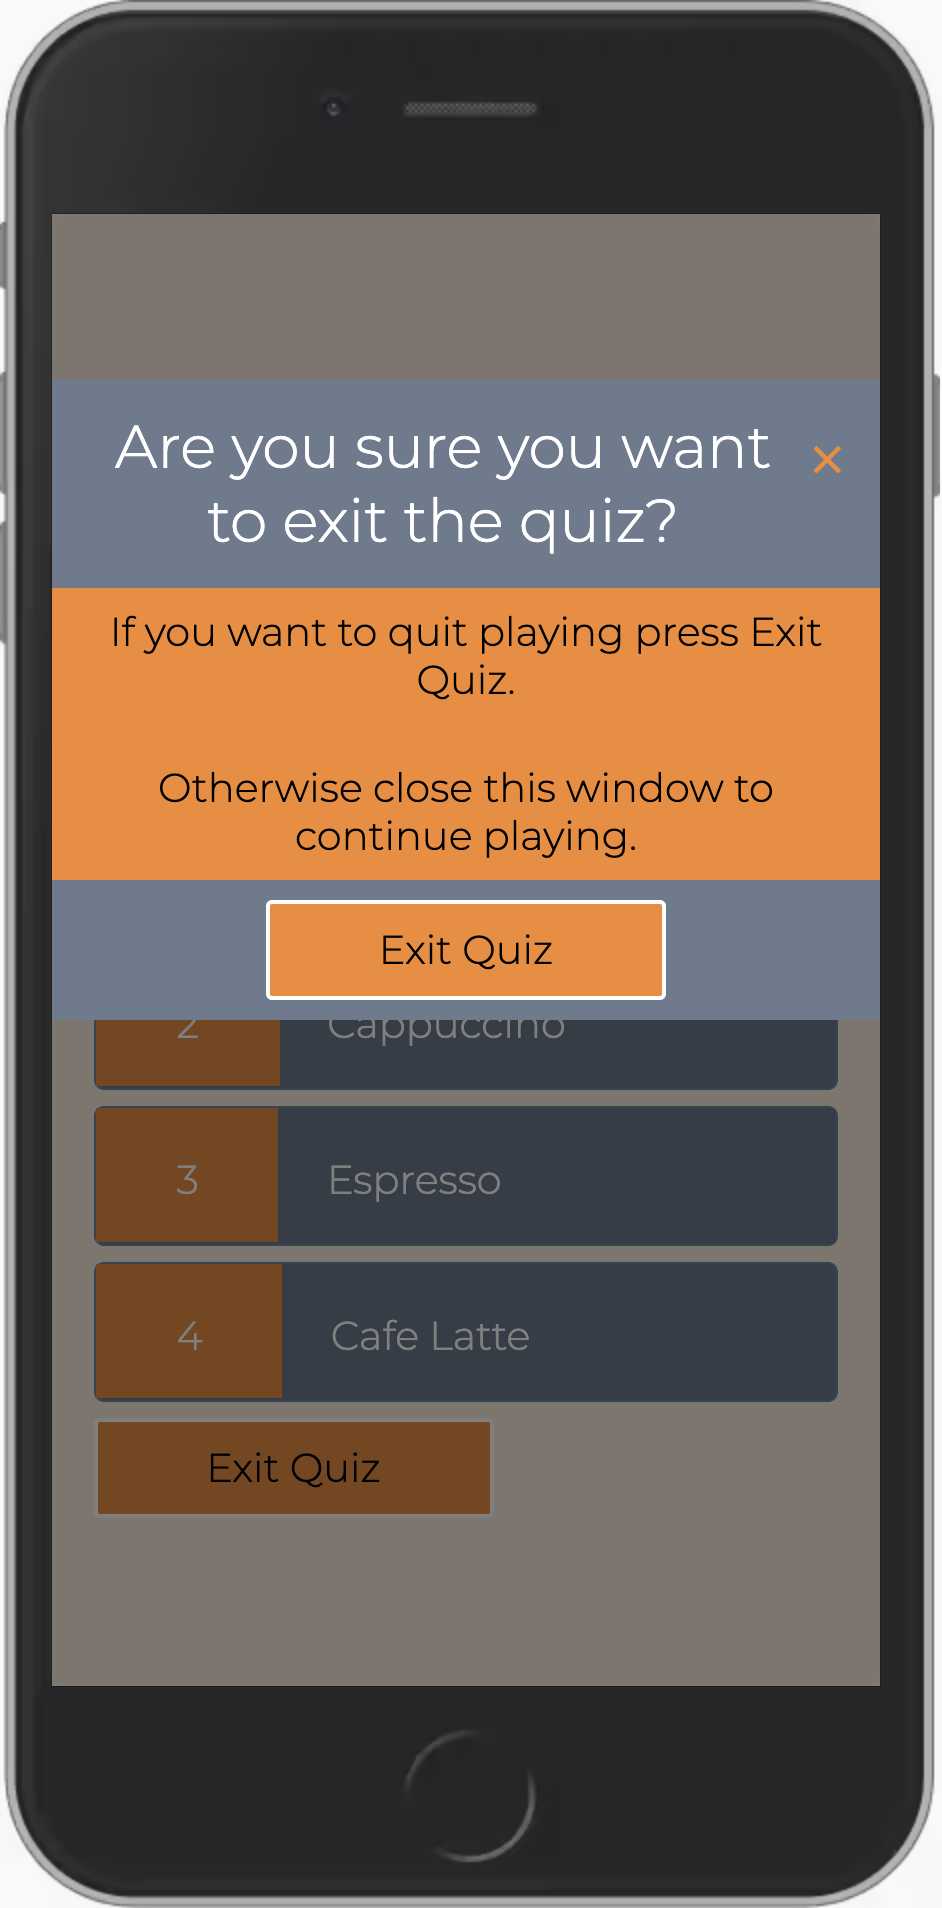 Are you sure you want
to exit the quiz?
×
If you want to quit playing press Exit
Quiz.
Otherwise close this window to
continue playing.
Exit Quiz
2 Cappuccino
3 Espresso
4 Cafe Latte
Exit Quiz